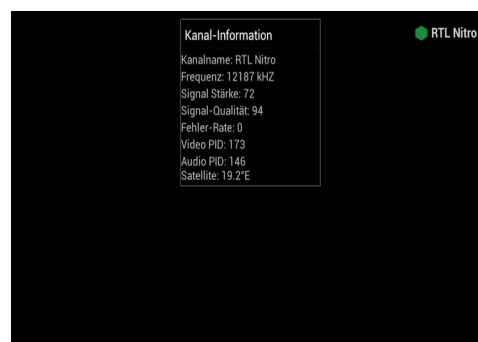 Kanal-Information
RTL Nitro
Kanalname: RTL Nitro
Frequenz: 12187 kHZ
Signal Stärke: 72
Signal-Qualität: 94
Fehler-Rate: 0
Video PID: 173
Audio PID: 146
Satellite: 19.2°E